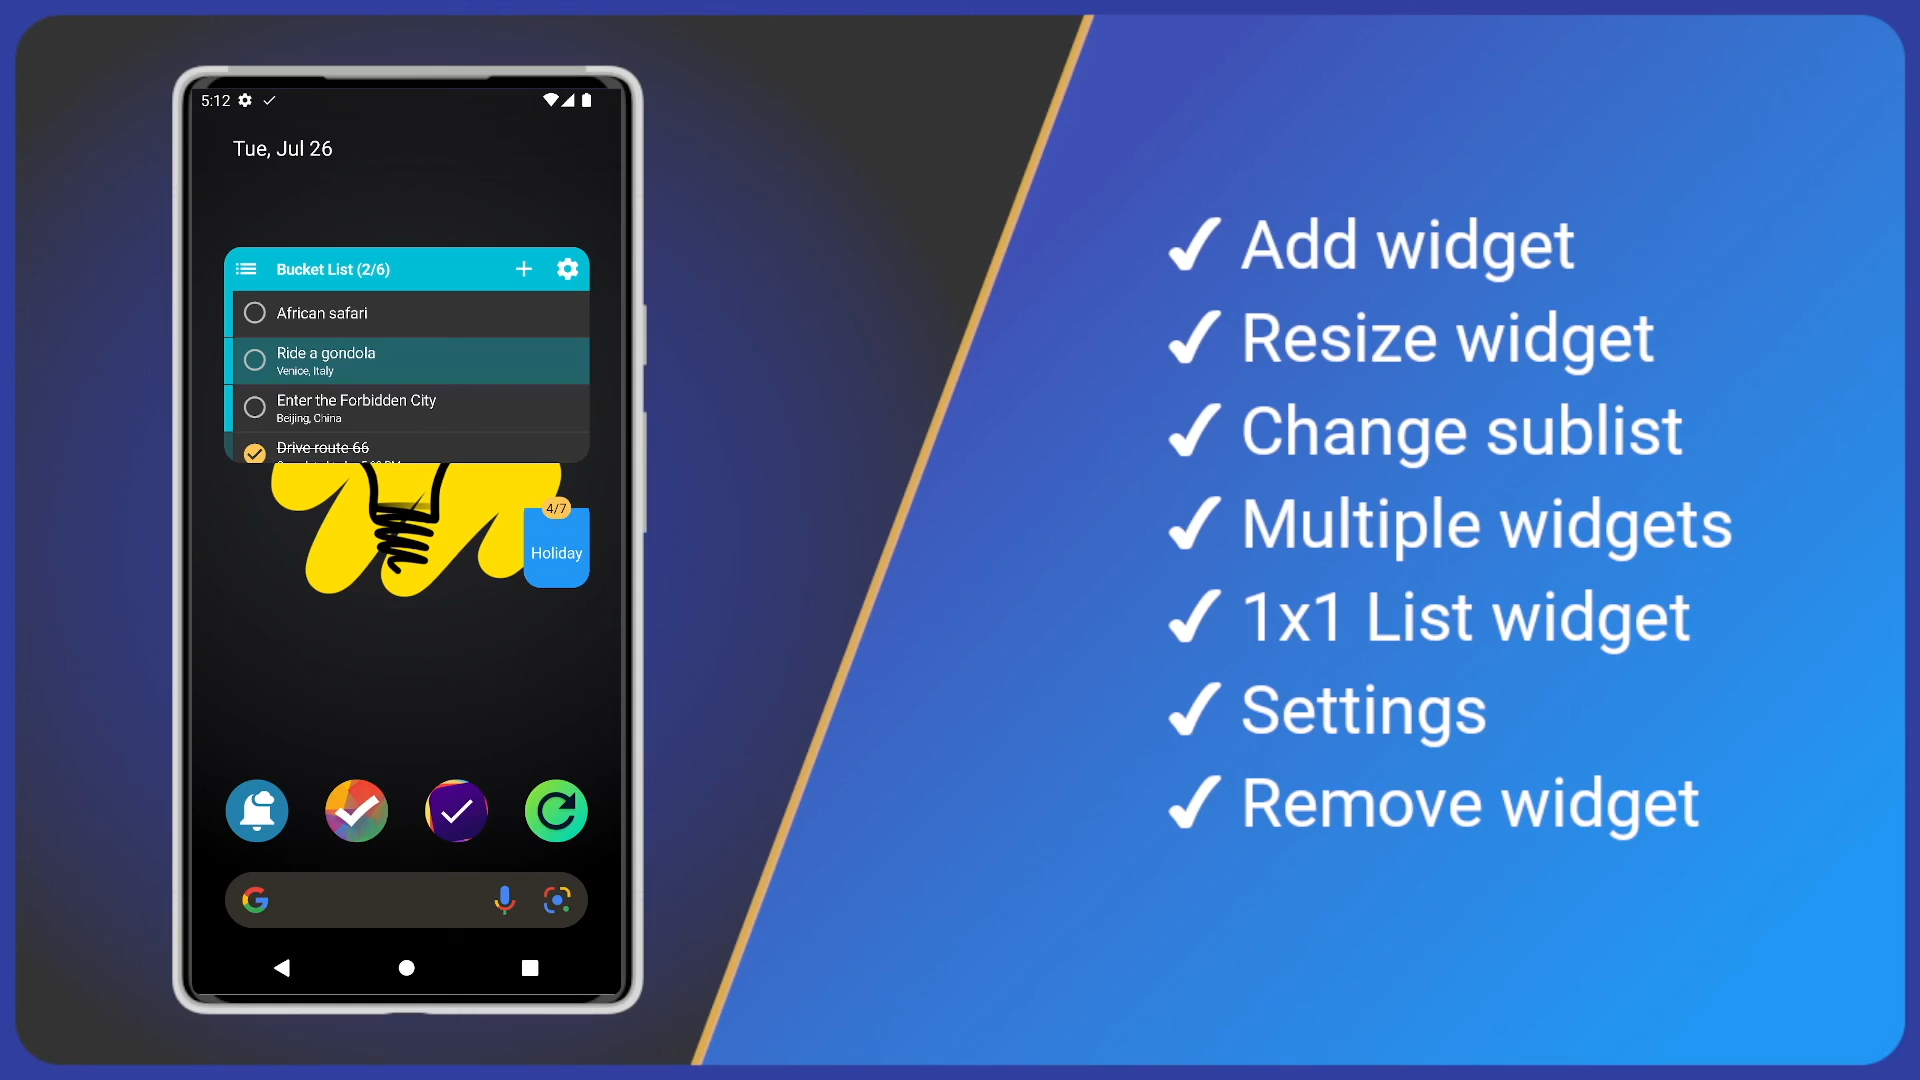 5:12
Tue, Jul 26
Bucket List (2/6)
African safari
Ride a gondola
Venice, Italy
Enter the Forbidden City
Beijing, China
Drive route 66
4/7
Holiday
✓ Add widget
✓ Resize widget
✓ Change sublist
✓ Multiple widgets
✓ 1x1 List widget
✓ Settings
✓ Remove widget